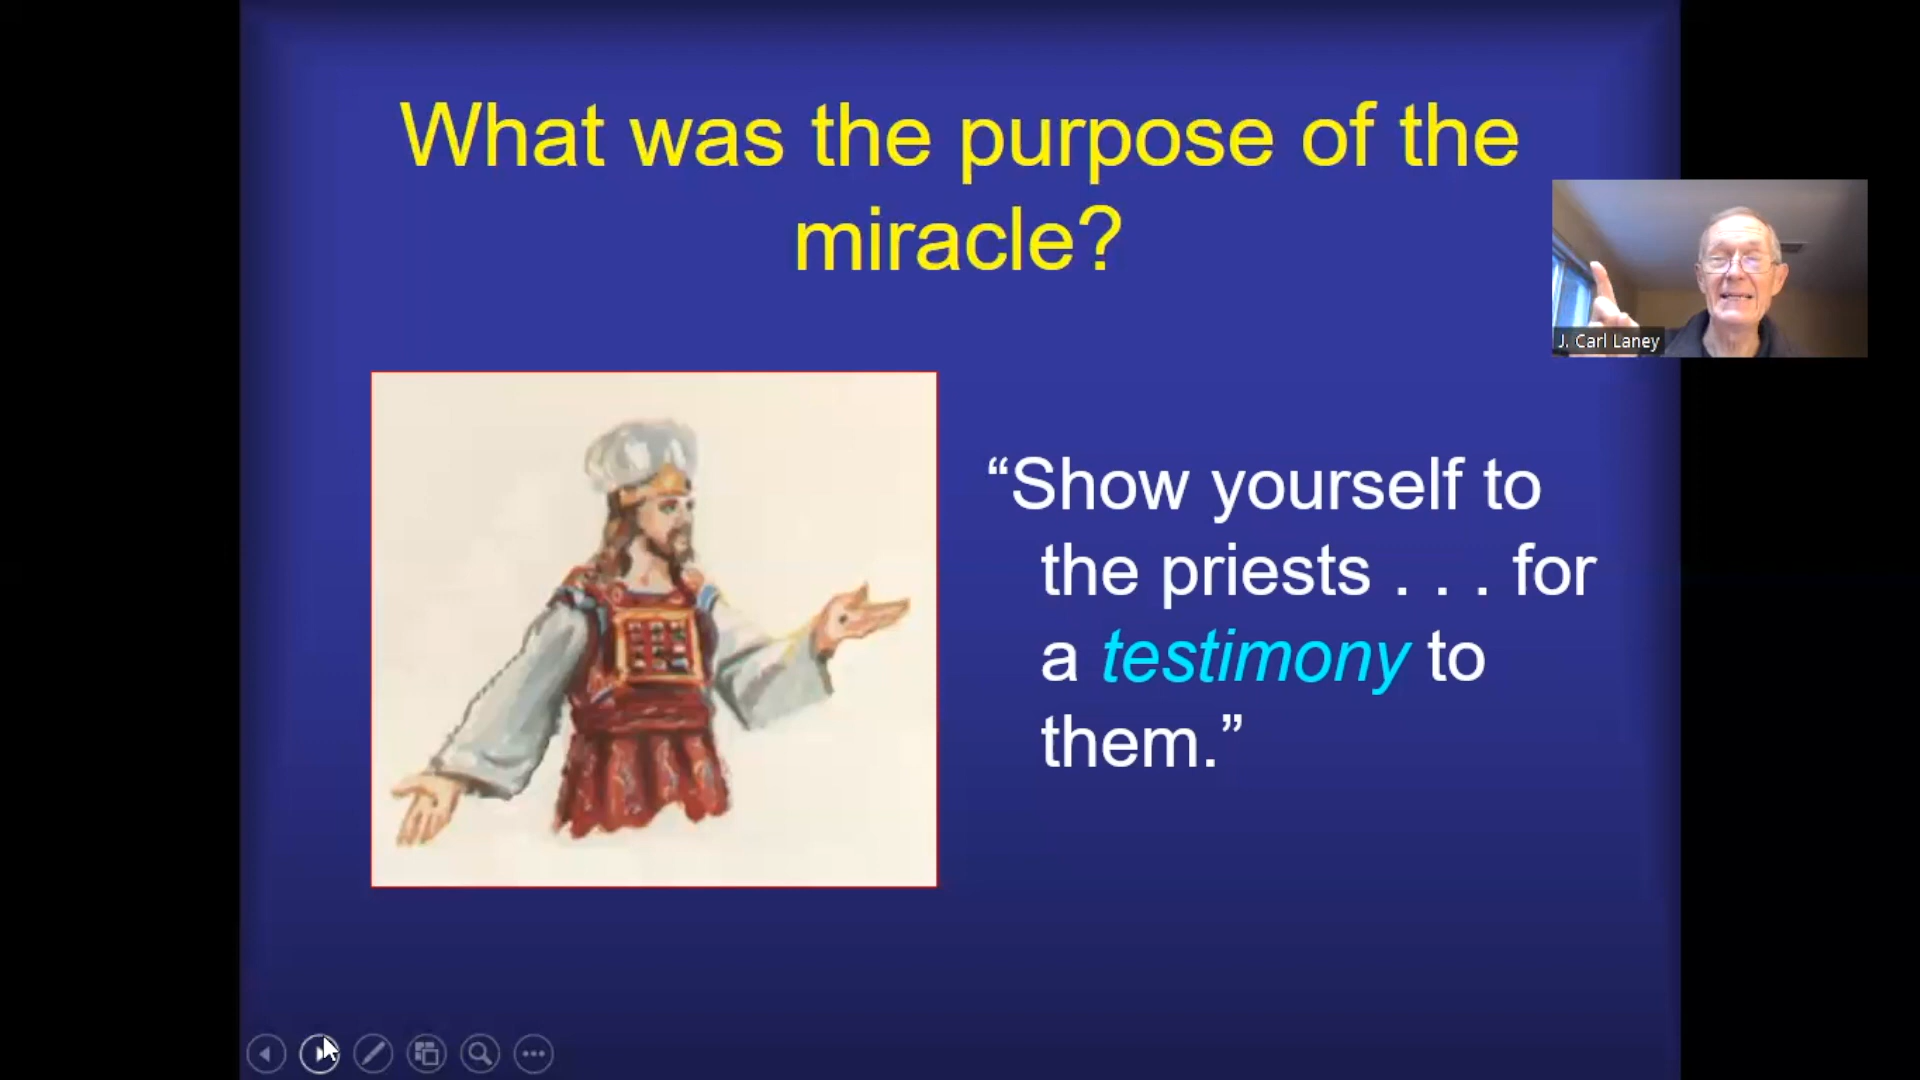 What was the purpose of the
miracle?
J. Carl Laney
“Show yourself to
the priests . . . for
a testimony to
them.”